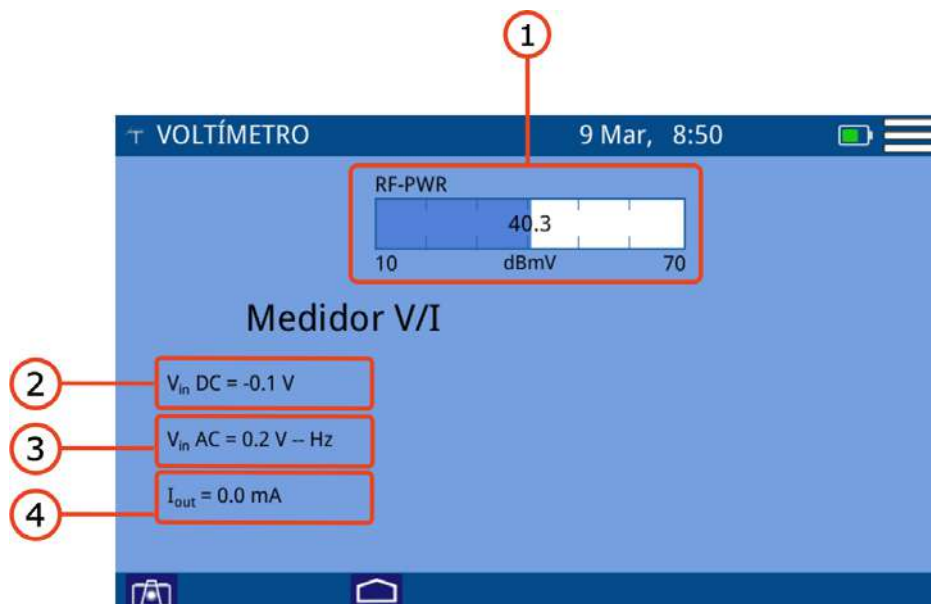 1
VOLTÍMETRO 9 Mar, 8:50
RF-PWR
40.3
10 dBmV 70
Medidor V/I
2 Vin DC = -0.1 V
3 Vin AC = 0.2 V -- Hz
4 Iout = 0.0 mA